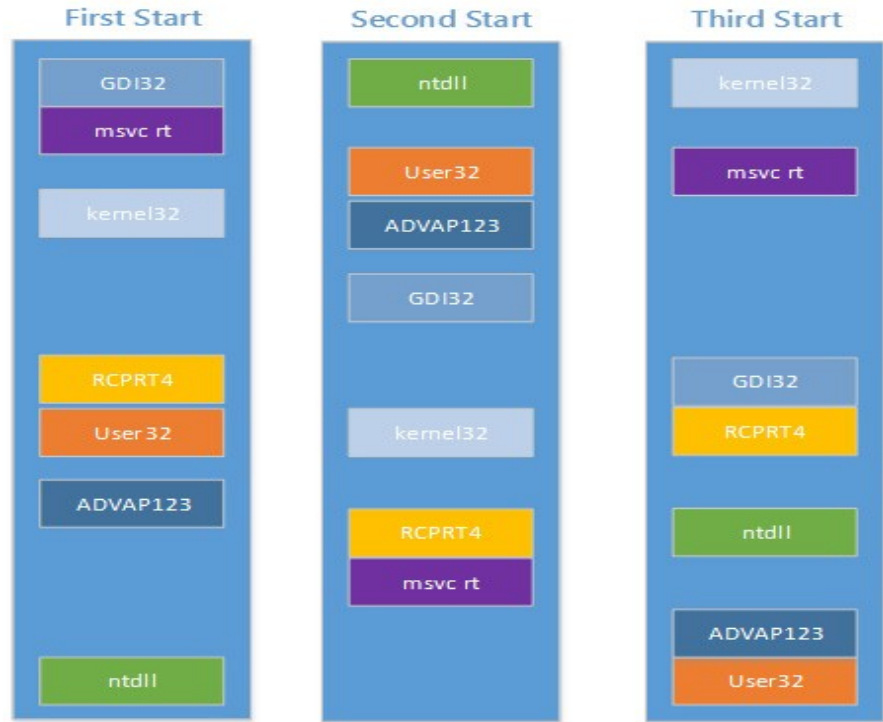 First Start
GDI32
msvc rt
kernel32
RCPRT4
User32
ADVAP123
ntdll
Second Start
ntdll
User32
ADVAP123
GDI32
kernel32
RCPRT4
msvc rt
Third Start
kernel32
msvc rt
GDI32
RCPRT4
ntdll
ADVAP123
User32